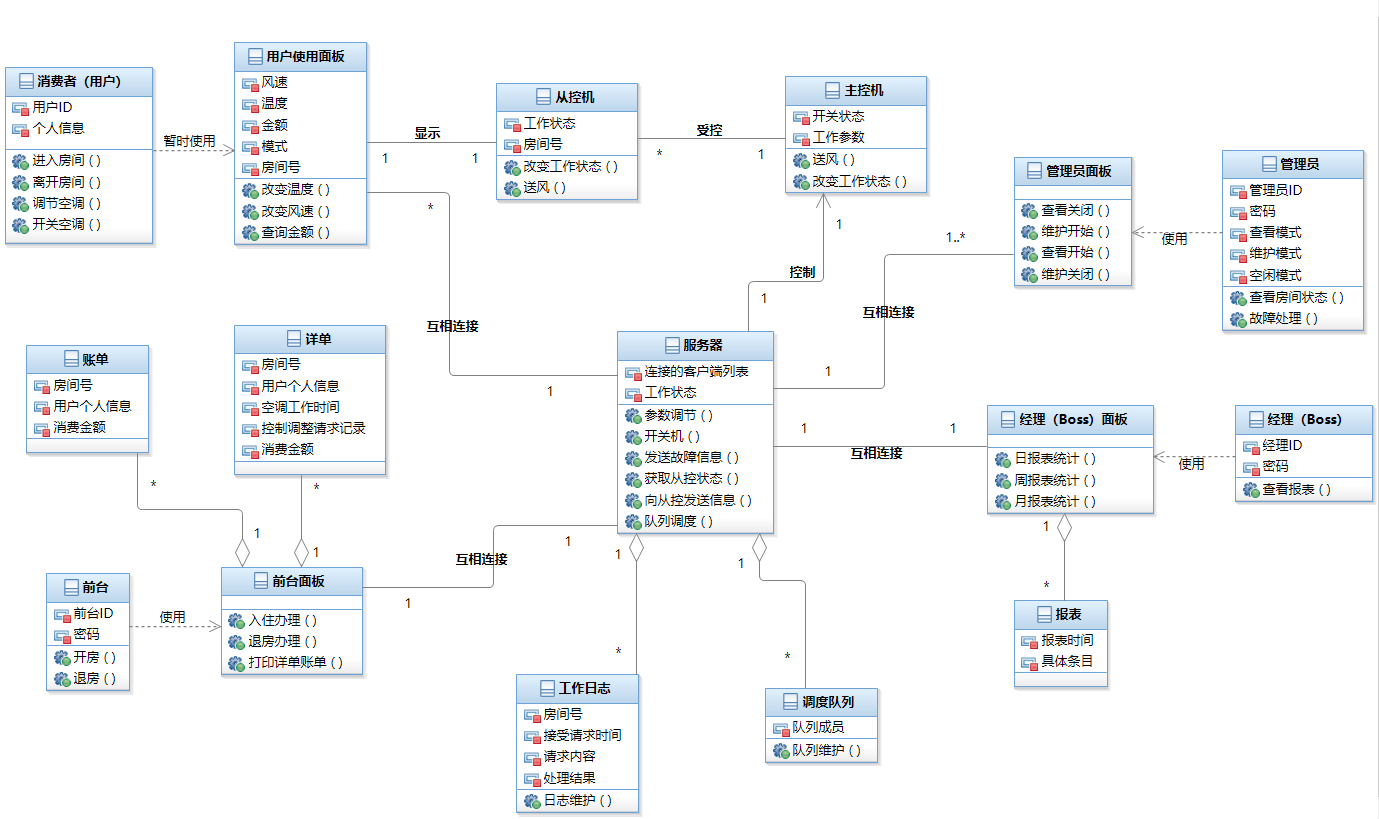 消费者（用户）
用户ID
个人信息
进入房间 ( )
离开房间 ( )
调节空调 ( )
开关空调 ( )
暂时使用
用户使用面板
风速
温度
金额
模式
房间号
改变温度 ( )
改变风速 ( )
查询金额 ( )
显示
1
1
从控机
工作状态
房间号
改变工作状态 ( )
送风 ( )
受控
*
1
主控机
开关状态
工作参数
送风 ( )
改变工作状态 ( )
管理员面板
查看关闭 ( )
维护开始 ( )
查看开始 ( )
维护关闭 ( )
使用
管理员
管理员ID
密码
查看模式
维护模式
空闲模式
查看房间状态 ( )
故障处理 ( )
*
互相连接
1
1
控制
1
1..*
互相连接
1
账单
房间号
用户个人信息
消费金额
*
1
详单
房间号
用户个人信息
空调工作时间
控制调整请求记录
消费金额
*
1
服务器
连接的客户端列表
工作状态
参数调节 ( )
开关机 ( )
发送故障信息 ( )
获取从控状态 ( )
向从控发送信息 ( )
队列调度 ( )
1
互相连接
1
经理（Boss）面板
日报表统计 ( )
周报表统计 ( )
月报表统计 ( )
使用
经理（Boss）
经理ID
密码
查看报表 ( )
前台
前台ID
密码
开房 ( )
退房 ( )
使用
前台面板
入住办理 ( )
退房办理 ( )
打印详单账单 ( )
互相连接
1
1
1
*
1
*
1
*
工作日志
房间号
接受请求时间
请求内容
处理结果
日志维护 ( )
调度队列
队列成员
队列维护 ( )
报表
报表时间
具体条目